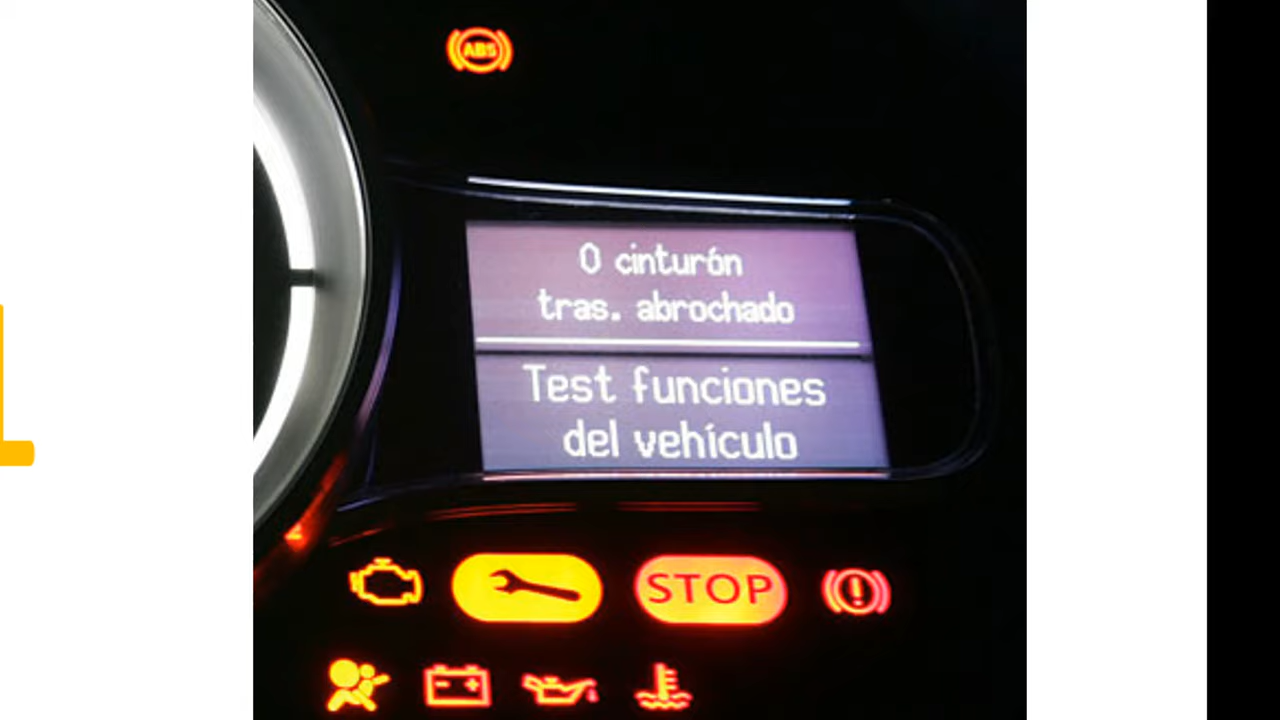 ABS
0 cinturón
tras. abrochado
Test funciones
del vehículo
STOP